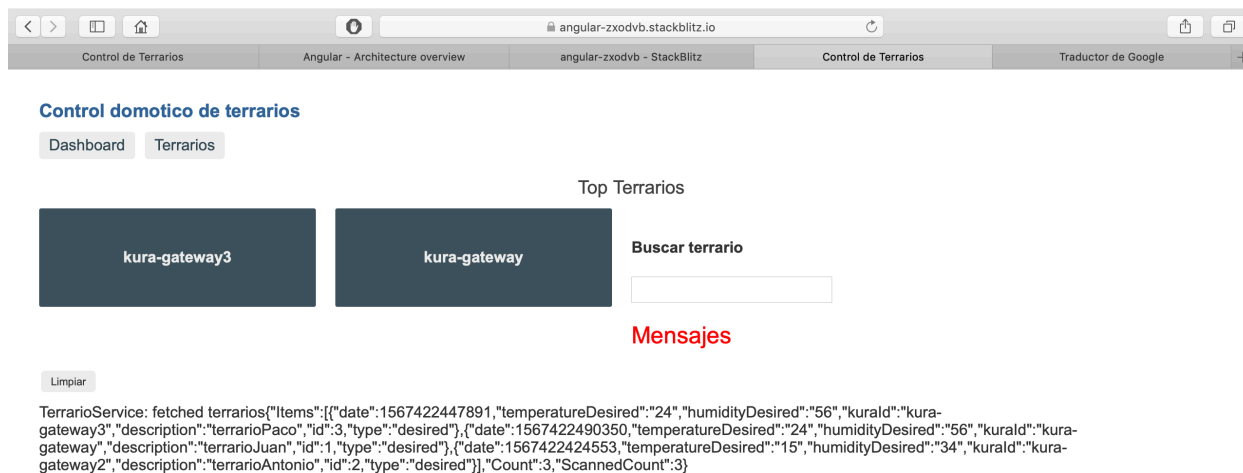 angular-zxodvb.stackblitz.io
Control de Terrarios
Angular - Architecture overview
angular-zxodvb - StackBlitz
Control de Terrarios
Traductor de Google
Control domotico de terrarios
Dashboard
Terrarios
Top Terrarios
kura-gateway3
kura-gateway
Buscar terrario
Mensajes
Limpiar
TerrarioService: fetched terrarios{"Items":[{"date":1567422447891,"temperatureDesired":"24","humidityDesired":"56","kuraId":"kura-
gateway3","description":"terrarioPaco","id":3,"type":"desired"},{"date":1567422490350,"temperatureDesired":"24","humidityDesired":"56","kuraId":"kura-
gateway","description":"terrarioJuan","id":1,"type":"desired"},{"date":1567422424553,"temperatureDesired":"15","humidityDesired":"34","kuraId":"kura-
gateway2","description":"terrarioAntonio","id":2,"type":"desired"}],"Count":3,"ScannedCount":3}